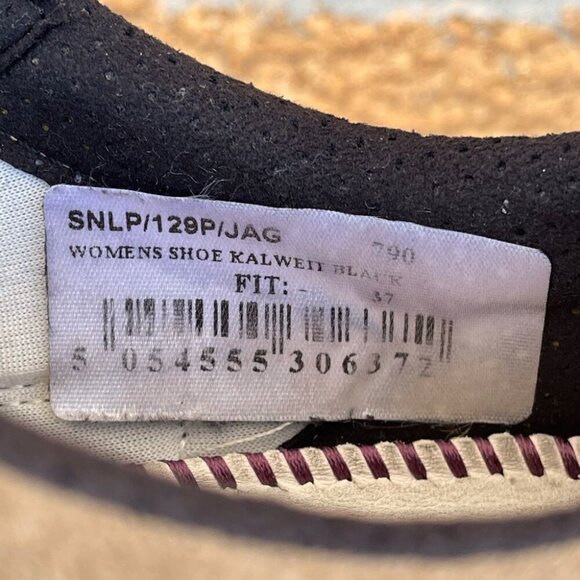 SNLP/129P/JAG 790
WOMENS SHOE KALWEIT BLACK
FIT: - 37
5 054555 306372